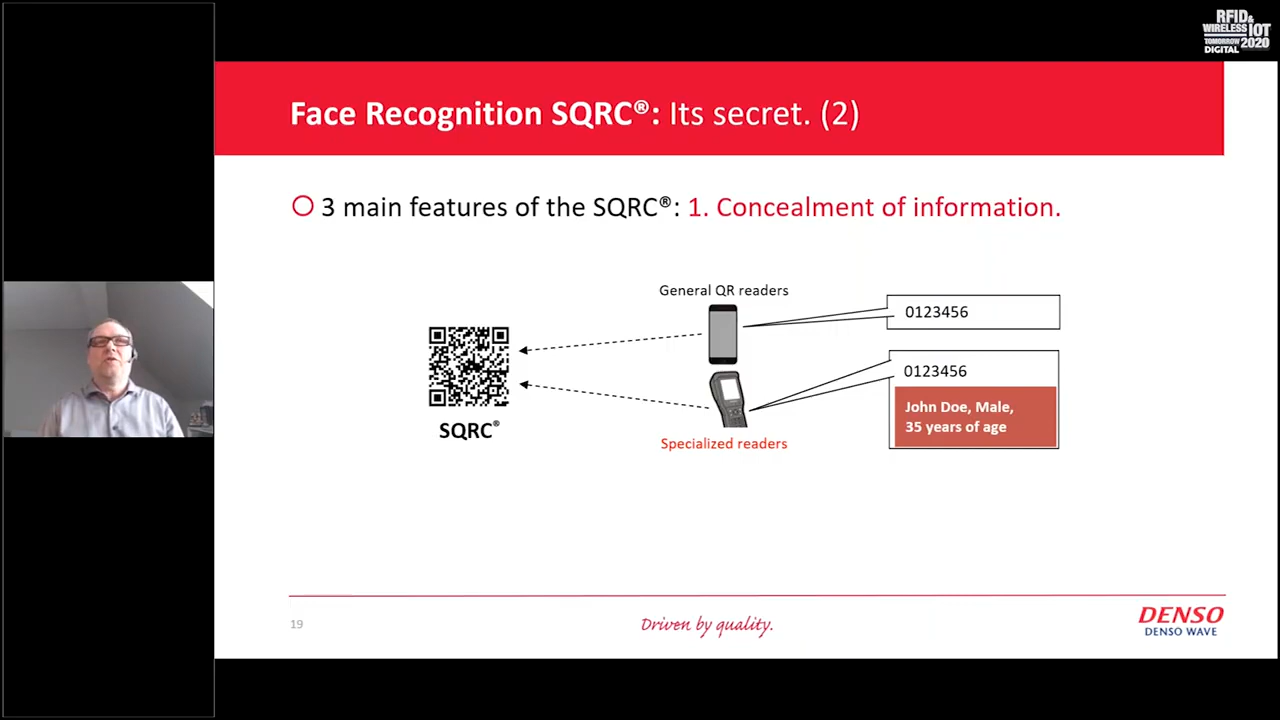 RFID&
WIRELESS IOT
TOMORROW 2020
DIGITAL
Face Recognition SQRC®: Its secret. (2)
3 main features of the SQRC®: 1. Concealment of information.
General QR readers
0123456
SQRC®
0123456
John Doe, Male,
35 years of age
Specialized readers
19
Driven by quality.
DENSO
DENSO WAVE